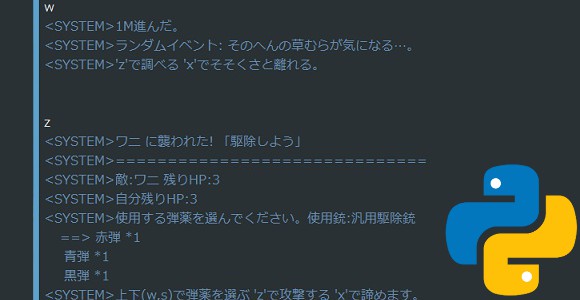 w
<SYSTEM>1M進んだ。
<SYSTEM>ランダムイベント: そのへんの草むらが気になる…。
<SYSTEM>'z'で調べる 'x'でそそくさと離れる。
z
<SYSTEM>ワニ に襲われた! 「駆除しよう」
<SYSTEM>==============================
<SYSTEM>敵:ワニ 残りHP:3
<SYSTEM>自分残りHP:3
<SYSTEM>使用する弾薬を選んでください。使用銃:汎用駆除銃
==> 赤弾 *1
青弾 *1
黒弾 *1
<SYSTEM>上下(w,s)で弾薬を選ぶ 'z'で攻撃する 'x'で諦めます。